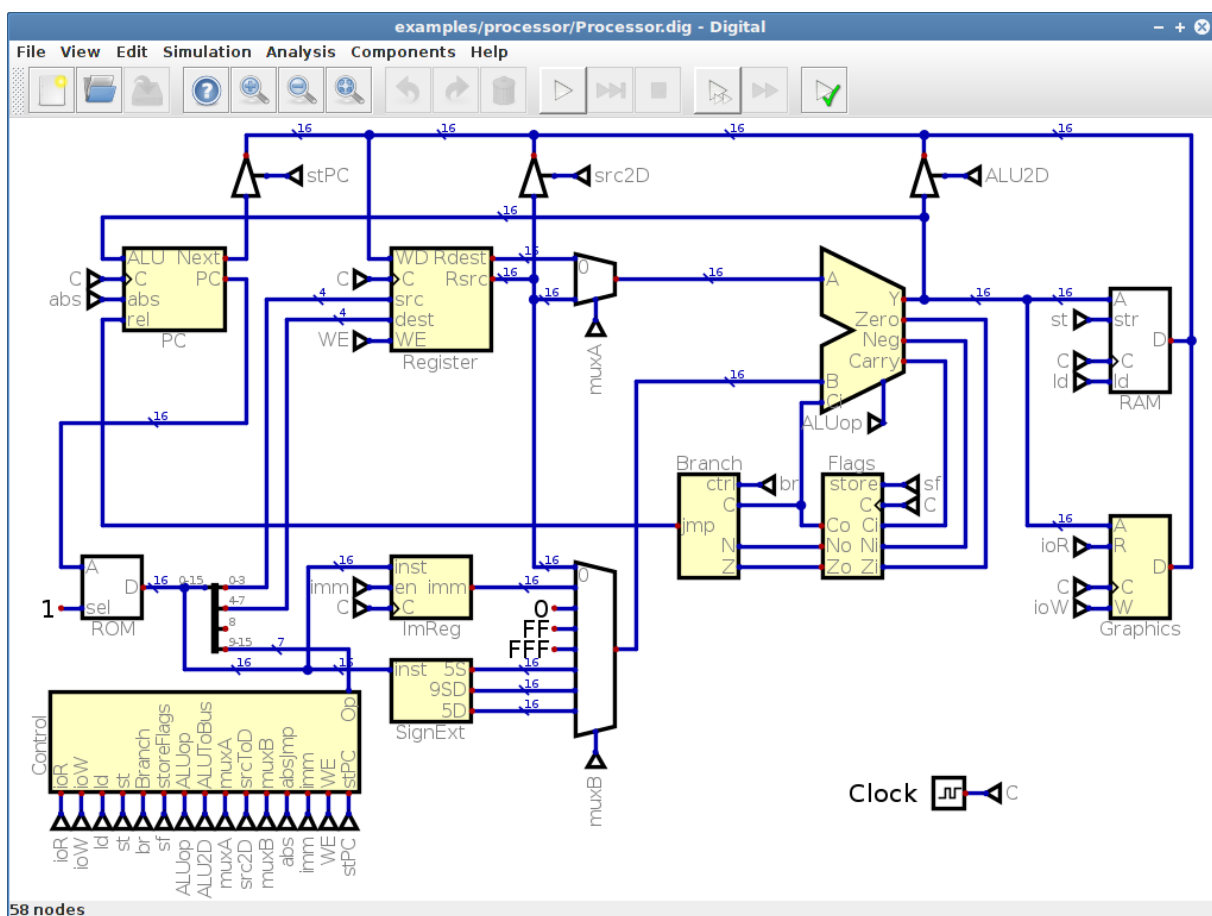 examples/processor/Processor.dig - Digital
File View Edit Simulation Analysis Components Help
16 16 16 16
stPC src2D ALU2D
16
ALU Next
C C PC
abs abs
rel
PC
WD Rdest
C C Rsrc
4 src
4 dest
WE WE
Register
16
16
16
0
muxA
16
A
Y
Zero
Neg
Carry
B
Ci
ALUop
16
16 16
A
st str
D
C C
ld ld
RAM
16
Branch
ctrl br
C
jmp
N
Z
Flags
store sf
C C
Co Ci
No Ni
Zo Zi
16
A
ioR R
D
C C
ioW W
Graphics
A
D
1 sel
ROM
16
0-15
0-3
4-7
8
9-15
7
16
16
16
inst
imm en imm
C C
ImReg
16
16
0
0
FF
FFF
inst 5S
9SD
5D
SignExt
16
16
16
muxB
Control
Op
ioR ioW ld st Branch storeFlags ALUop ALUToBus muxA srcToD muxB absJmp imm WE stPC
ioR ioW ld st br sf ALUop ALU2D muxA src2D muxB abs imm WE stPC
Clock C
58 nodes